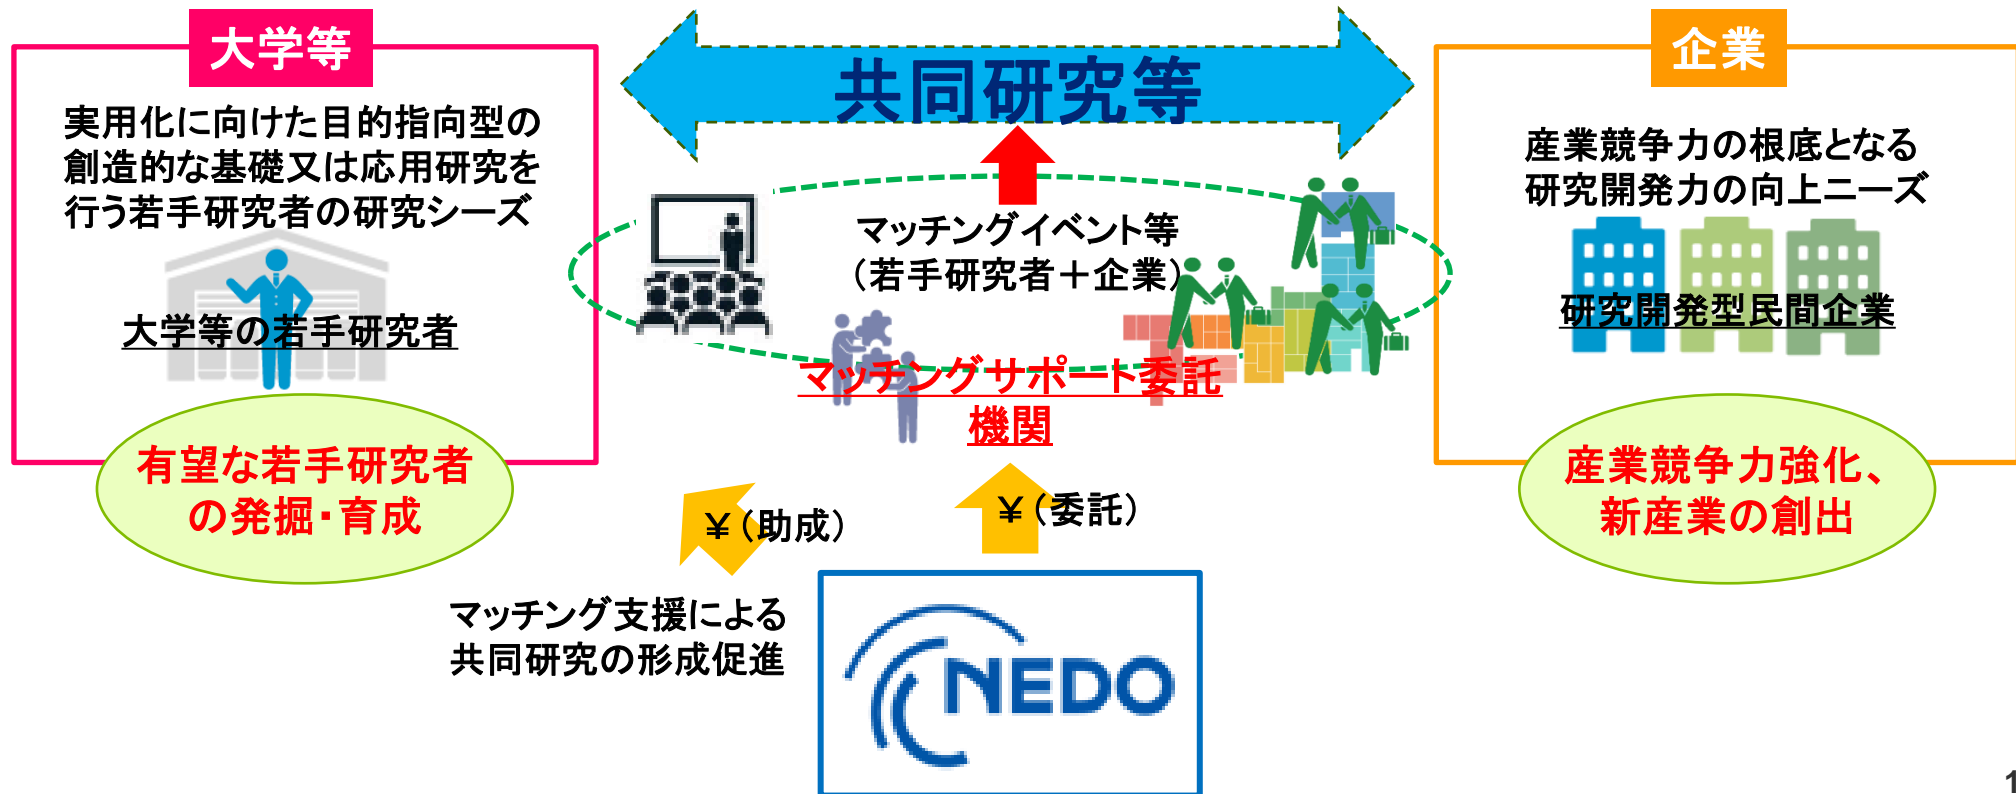 大学等
実用化に向けた目的指向型の
創造的な基礎又は応用研究を
行う若手研究者の研究シーズ
大学等の若手研究者
有望な若手研究者
の発掘・育成
共同研究等
マッチングイベント等
（若手研究者＋企業）
マッチングサポート委託
機関
企業
産業競争力の根底となる
研究開発力の向上ニーズ
研究開発型民間企業
産業競争力強化、
新産業の創出
￥（助成）
￥（委託）
マッチング支援による
共同研究の形成促進
NEDO
1